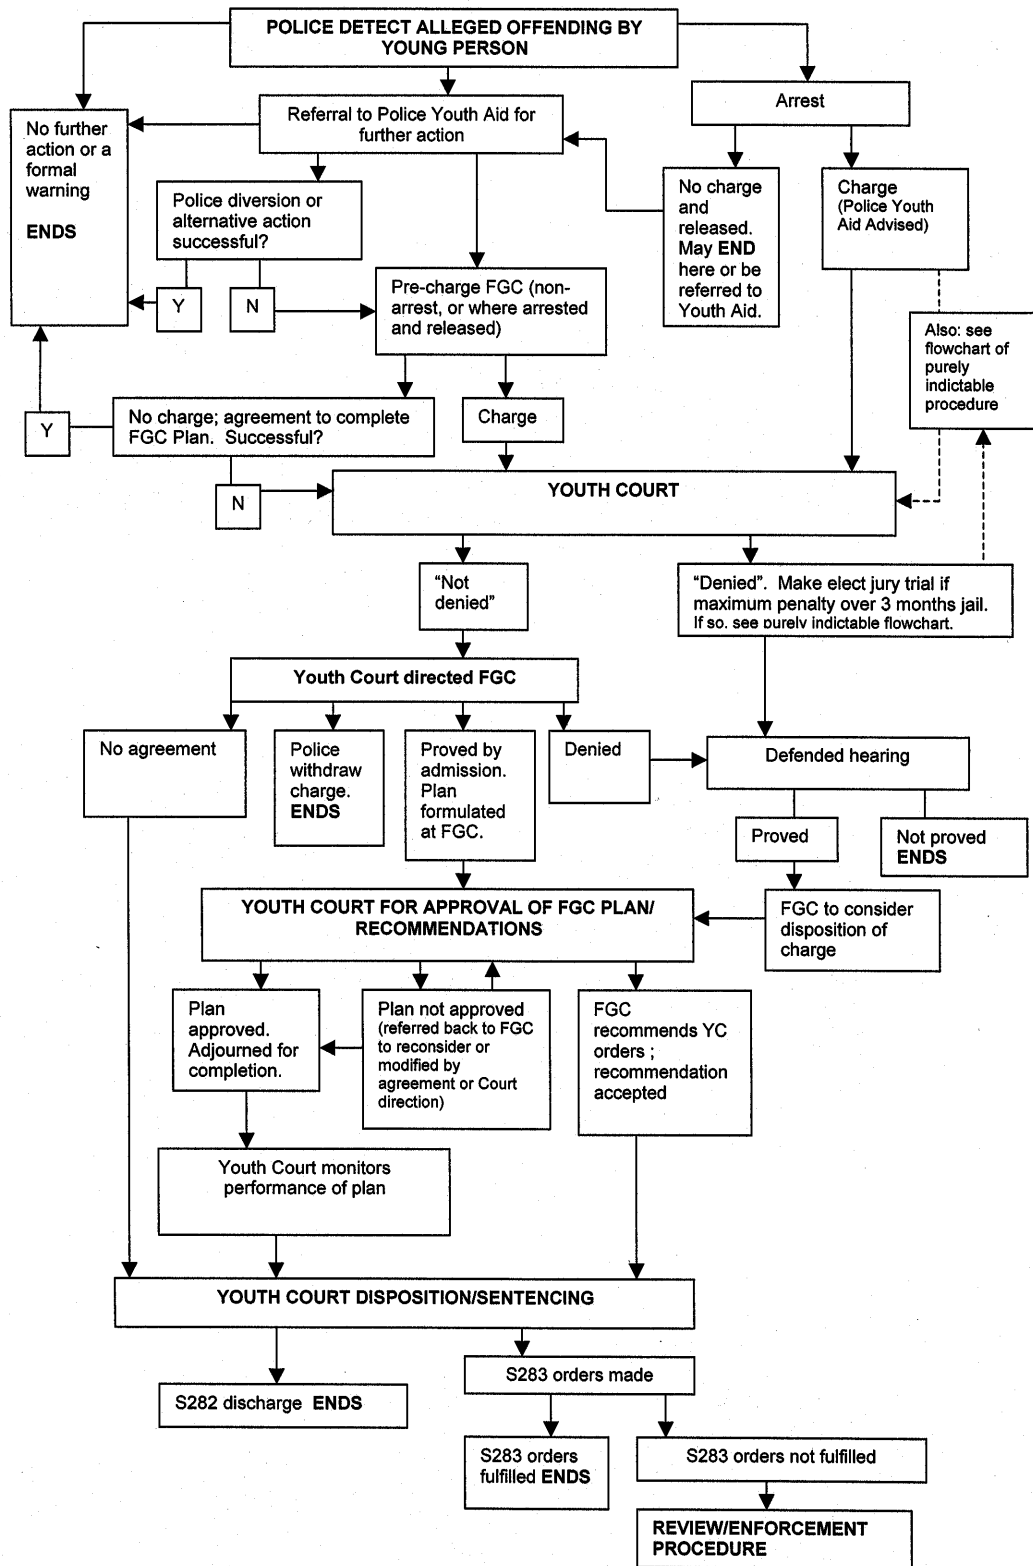 POLICE DETECT ALLEGED OFFENDING BY
YOUNG PERSON
Arrest
No further
action or a
formal
warning
ENDS
Referral to Police Youth Aid for
further action
Police diversion or
alternative action
successful?
No charge
and
released.
May END
here or be
referred to
Youth Aid.
Charge
(Police Youth
Aid Advised)
Y
N
Pre-charge FGC (non-
arrest, or where arrested
and released)
Also: see
flowchart of
purely
indictable
procedure
Y
No charge; agreement to complete
FGC Plan. Successful?
Charge
N
YOUTH COURT
"Not
denied"
"Denied". Make elect jury trial if
maximum penalty over 3 months jail.
If so, see purely indictable flowchart.
Youth Court directed FGC
No agreement
Police
withdraw
charge.
ENDS
Proved by
admission.
Plan
formulated
at FGC.
Denied
Defended hearing
Proved
Not proved
ENDS
YOUTH COURT FOR APPROVAL OF FGC PLAN/
RECOMMENDATIONS
FGC to consider
disposition of
charge
Plan
approved.
Adjourned for
completion.
Plan not approved
(referred back to FGC
to reconsider or
modified by
agreement or Court
direction)
FGC
recommends YC
orders ;
recommendation
accepted
Youth Court monitors
performance of plan
YOUTH COURT DISPOSITION/SENTENCING
S282 discharge ENDS
S283 orders made
S283 orders
fulfilled ENDS
S283 orders not fulfilled
REVIEW/ENFORCEMENT
PROCEDURE